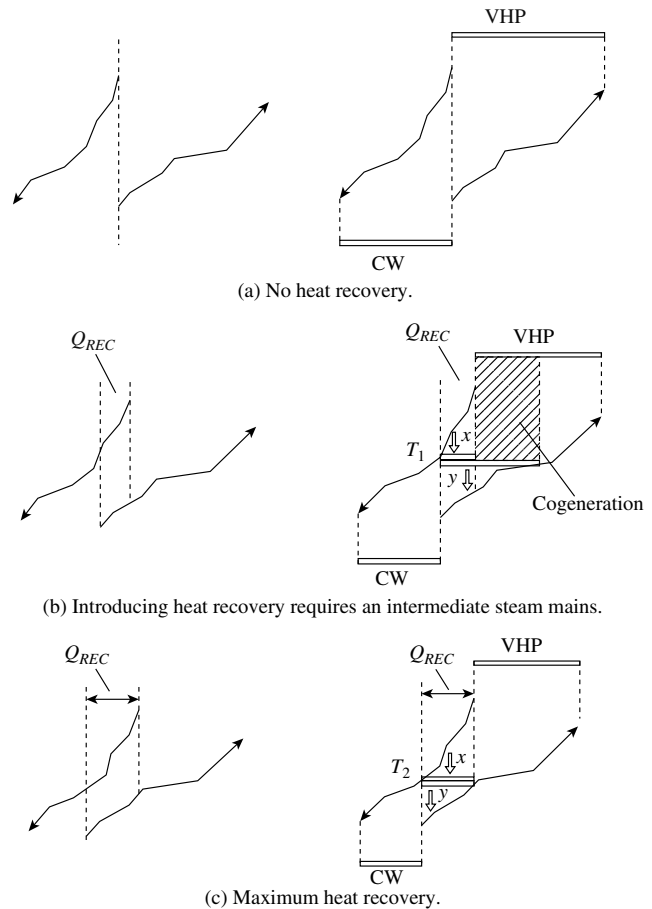 VHP
CW
(a) No heat recovery.
Q_REC
Q_REC
VHP
x
T_1
y
Cogeneration
CW
(b) Introducing heat recovery requires an intermediate steam mains.
Q_REC
Q_REC
VHP
x
T_2
y
CW
(c) Maximum heat recovery.